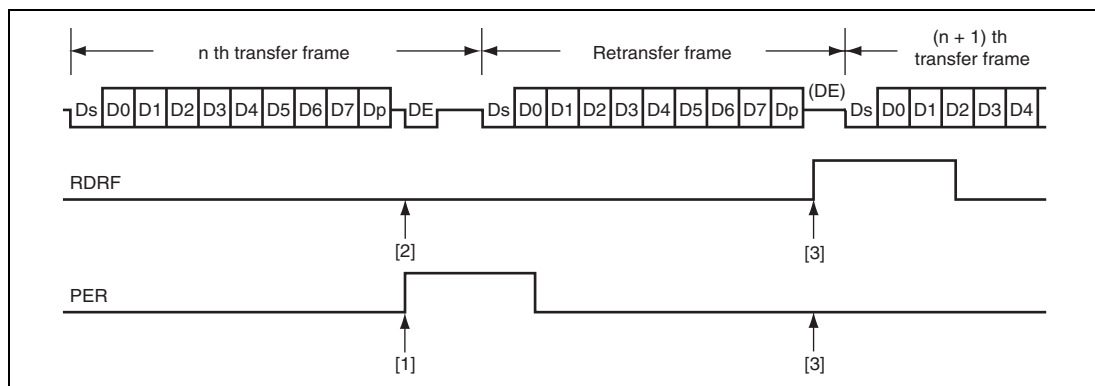 n th transfer frame Retransfer frame (n + 1) th
transfer frame
Ds D0 D1 D2 D3 D4 D5 D6 D7 Dp DE Ds D0 D1 D2 D3 D4 D5 D6 D7 Dp (DE) Ds D0 D1 D2 D3 D4
RDRF
[2] [3]
PER
[1] [3]